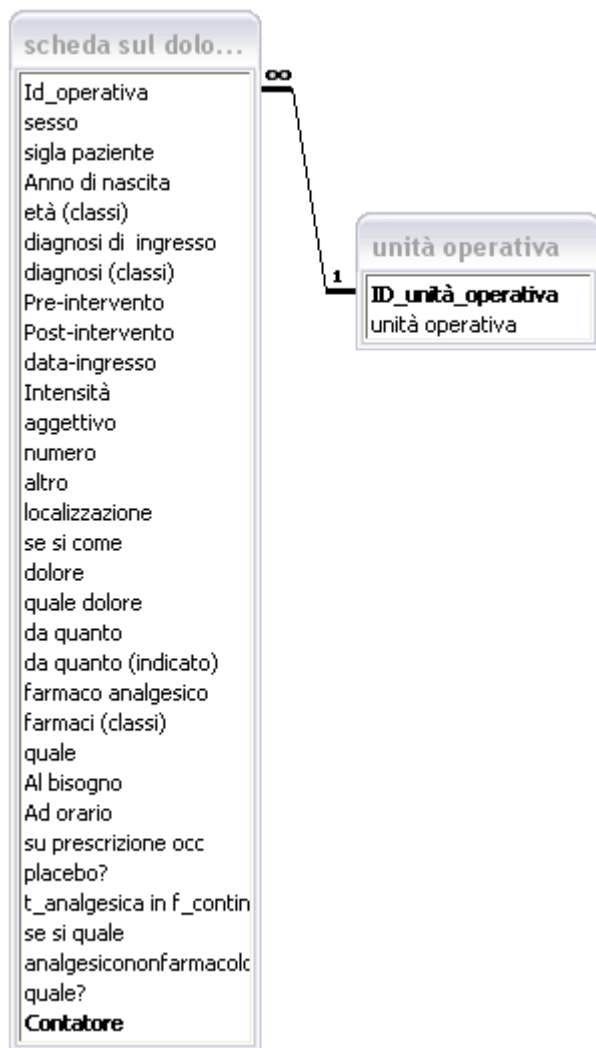 scheda sul dolo...
Id_operativa
sesso
sigla paziente
Anno di nascita
età (classi)
diagnosi di  ingresso
diagnosi (classi)
Pre-intervento
Post-intervento
data-ingresso
Intensità
aggettivo
numero
altro
localizzazione
se si come
dolore
quale dolore
da quanto
da quanto (indicato)
farmaco analgesico
farmaci (classi)
quale
Al bisogno
Ad orario
su prescrizione occ
placebo?
t_analgesica in f_contin
se si quale
analgesicononfarmacolo
quale?
Contatore
∞
1
unità operativa
ID_unità_operativa
unità operativa